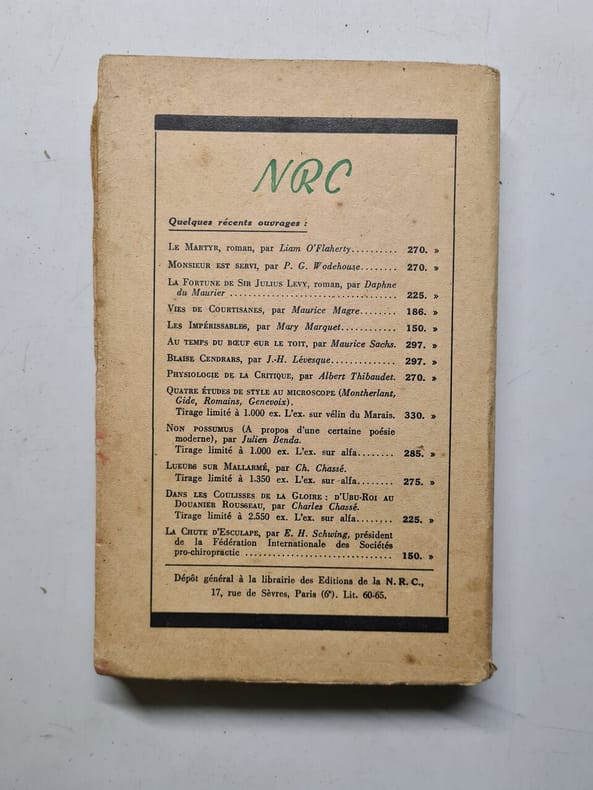 NRC
Quelques récents ouvrages :
LE MARTYR, roman, par Liam O'Flaherty.......... 270. »
MONSIEUR EST SERVI, par P. G. Wodehouse........ 270. »
LA FORTUNE DE SIR JULIUS LEVY, roman, par Daphne
du Maurier .................................... 225. »
VIES DE COURTISANES, par Maurice Magre........ 186. »
LES IMPÉRISSABLES, par Mary Marquet............ 150. »
AU TEMPS DU BŒUF SUR LE TOIT, par Maurice Sachs. 297. »
BLAISE CENDRARS, par J.-H. Lévesque.............. 297. »
PHYSIOLOGIE DE LA CRITIQUE, par Albert Thibaudet. 270. »
QUATRE ÉTUDES DE STYLE AU MICROSCOPE (Montherlant,
Gide, Romains, Genevoix).
Tirage limité à 1.000 ex. L'ex. sur vélin du Marais. 330. »
NON POSSUMUS (A propos d'une certaine poésie
moderne), par Julien Benda.
Tirage limité à 1.000 ex. L'ex. sur alfa........ 285. »
LUEURS SUR MALLARMÉ, par Ch. Chassé.
Tirage limité à 1.350 ex. L'ex. sur alfa........ 275. »
DANS LES COULISSES DE LA GLOIRE : D'UBU-ROI AU
DOUANIER ROUSSEAU, par Charles Chassé.
Tirage limité à 2.550 ex. L'ex. sur alfa........ 225. »
LA CHUTE D'ESCULAPE, par E. H. Schwing, président
de la Fédération Internationale des Sociétés
pro-chiropractic ................................ 150. »
Dépôt général à la librairie des Editions de la N. R. C.,
17, rue de Sèvres, Paris (6e). Lit. 60-65.